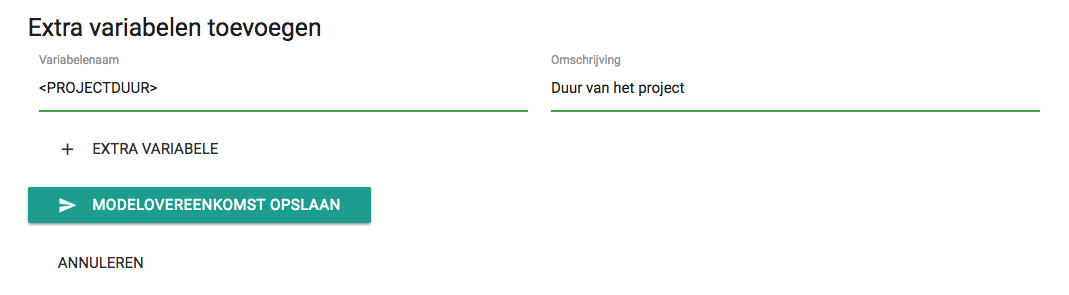 Extra variabelen toevoegen
Variabelenaam
Omschrijving
<PROJECTDUUR>
Duur van het project
+ EXTRA VARIABELE
MODELOVEREENKOMST OPSLAAN
ANNULEREN